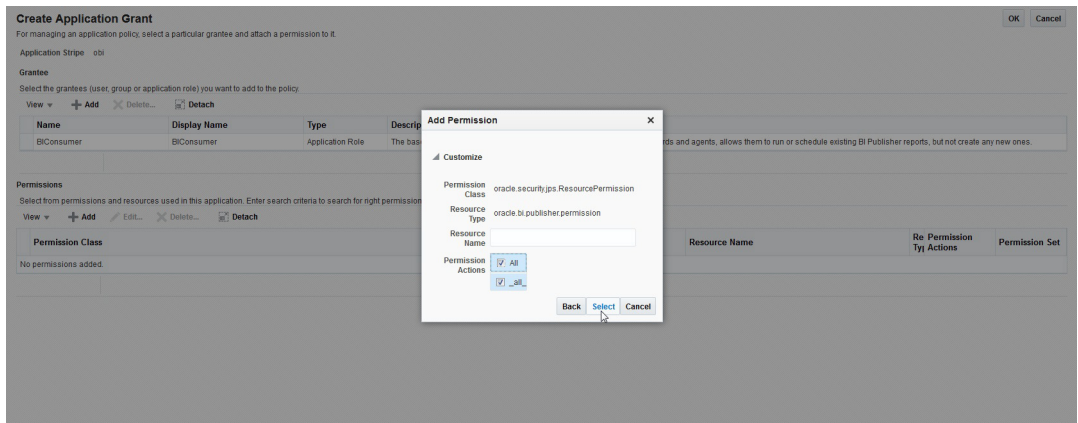 Create Application Grant
OK Cancel
For managing an application policy, select a particular grantee and attach a permission to it.
Application Stripe obi
Grantee
Select the grantees (user, group or application role) you want to add to the policy.
View Add Delete... Detach
Name Display Name Type Descrip
BIConsumer BIConsumer Application Role The bas rds and agents, allows them to run or schedule existing BI Publisher reports, but not create any new ones.
Permissions
Select from permissions and resources used in this application. Enter search criteria to search for right permission
View Add Edit... Delete... Detach
Permission Class Resource Name Re Permission Permission Set
Typ Actions
No permissions added.
Add Permission
Customize
Permission Class oracle.security.jps.ResourcePermission
Resource Type oracle.bi.publisher.permission
Resource Name
Permission Actions All
_all_
Back Select Cancel